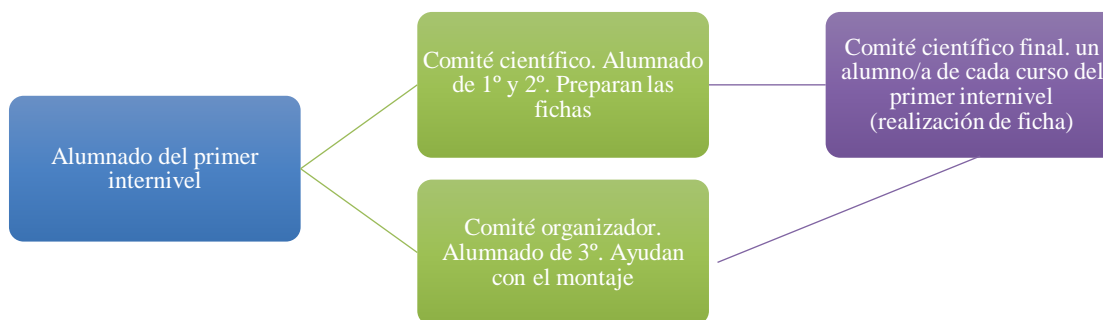 Alumnado del primer
internivel
Comité científico. Alumnado
de 1º y 2º. Preparan las
fichas
Comité organizador.
Alumnado de 3º. Ayudan
con el montaje
Comité científico final. un
alumno/a de cada curso del
primer internivel
(realización de ficha)